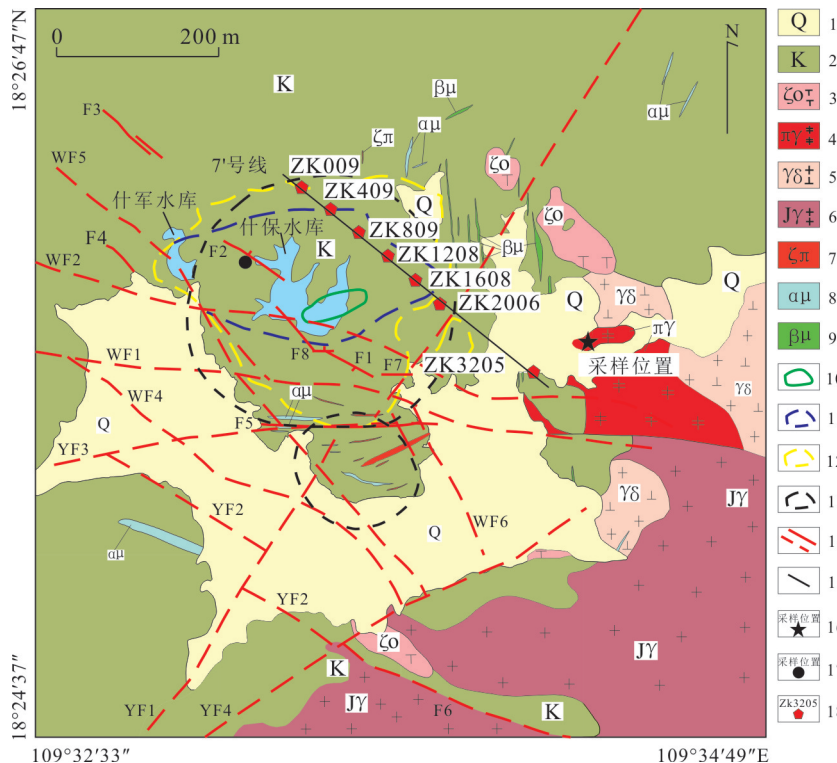 18°26′47″N
0 200 m
N
K
βμ
αμ
αμ
F3
ζπ
7'号线
ZK009
ζο
WF5
什军水库
ZK409
Q
什保水库
ζο
F4
F2
K
ZK809
βμ
WF2
ZK1208
ZK1608
γδ
Q
ZK2006
Q
πγ
采样位置
WF1
F8
F1
F7
ZK3205
γδ
WF4
αμ
F5
Q
YF3
γδ
Jγ
YF2
WF6
Q
αμ
YF2
ζο
K
Jγ
YF1
YF4
Jγ
F6
K
18°24′37″
109°32′33″
109°34′49″E
Q 1
K 2
ζο 3
πγ 4
γδ 5
Jγ 6
ζπ 7
αμ 8
βμ 9
采样位置
采样位置
Zk3205